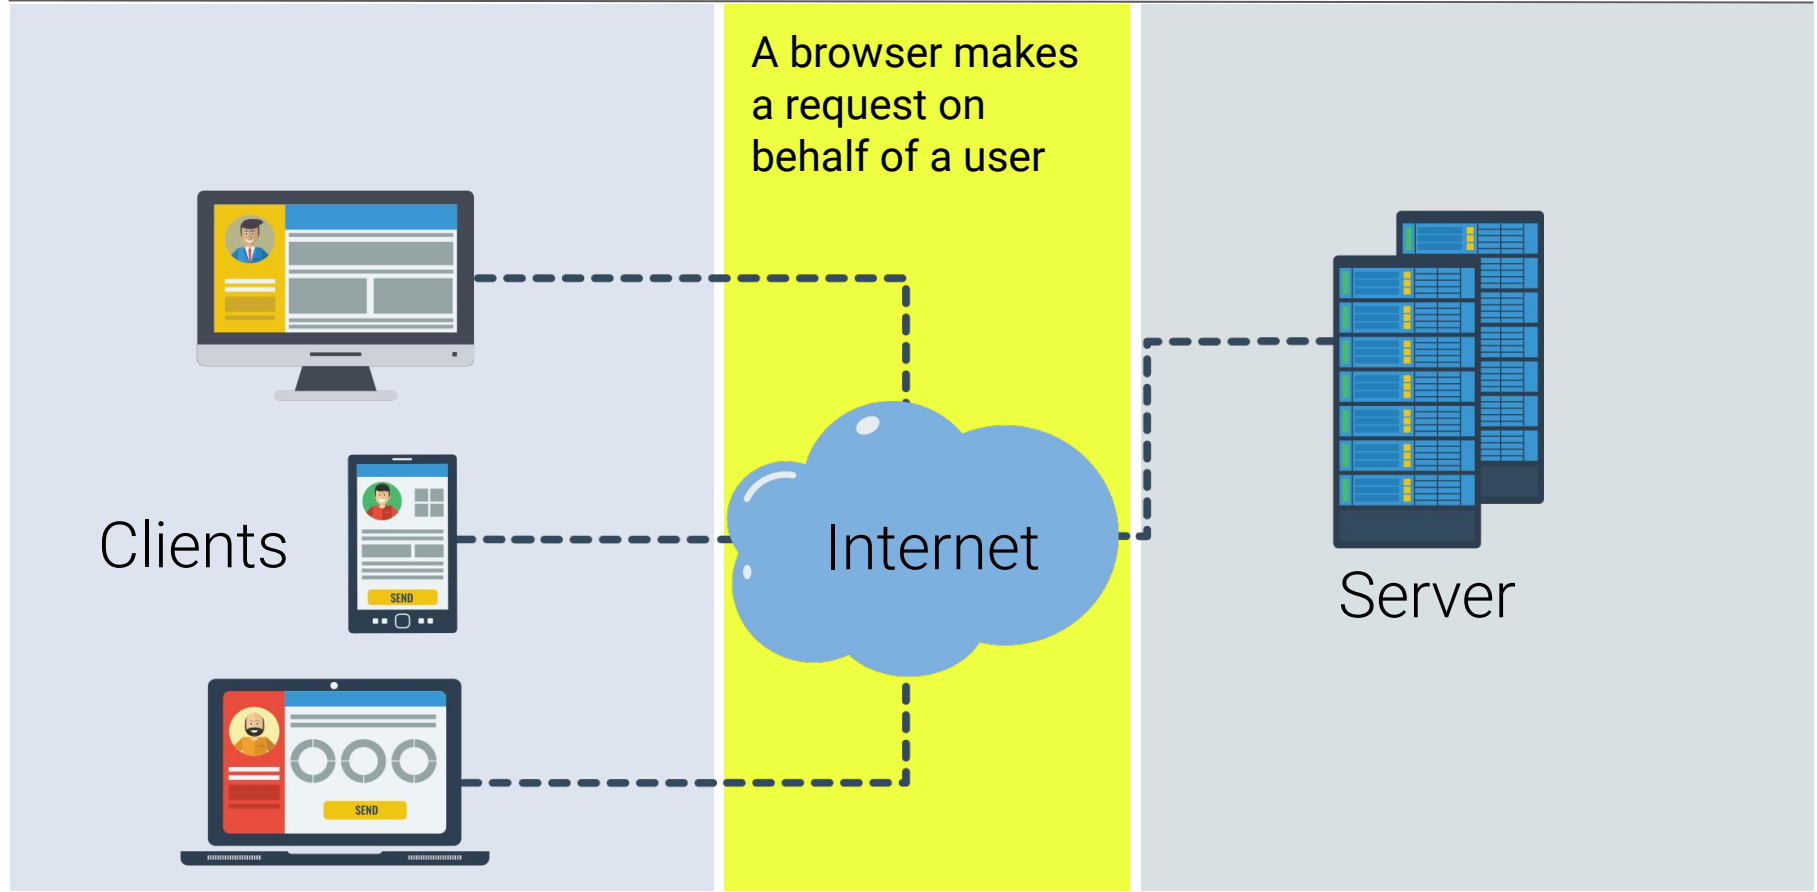 A browser makes
a request on
behalf of a user
Clients
SEND
SEND
Internet
Server